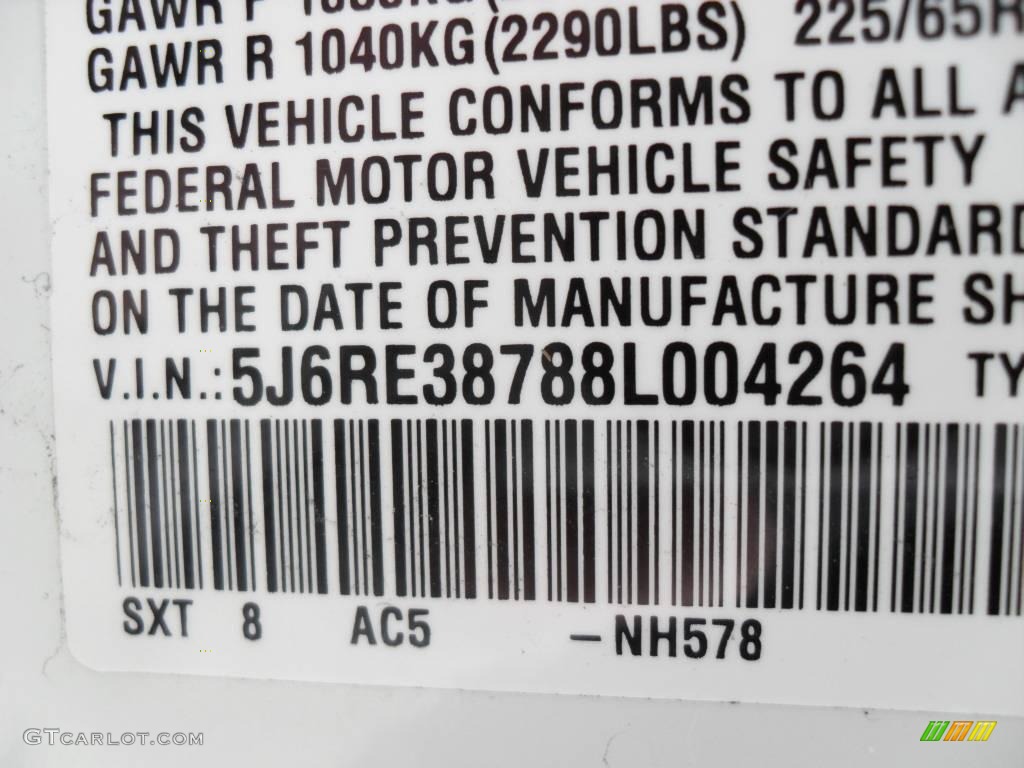 GAWR F
GAWR R 1040KG(2290LBS) 225/65R
THIS VEHICLE CONFORMS TO ALL A
FEDERAL MOTOR VEHICLE SAFETY
AND THEFT PREVENTION STANDARD
ON THE DATE OF MANUFACTURE SH
V.I.N.:5J6RE38788L004264 TY
SXT 8 AC5 -NH578
GTCARLOT.COM